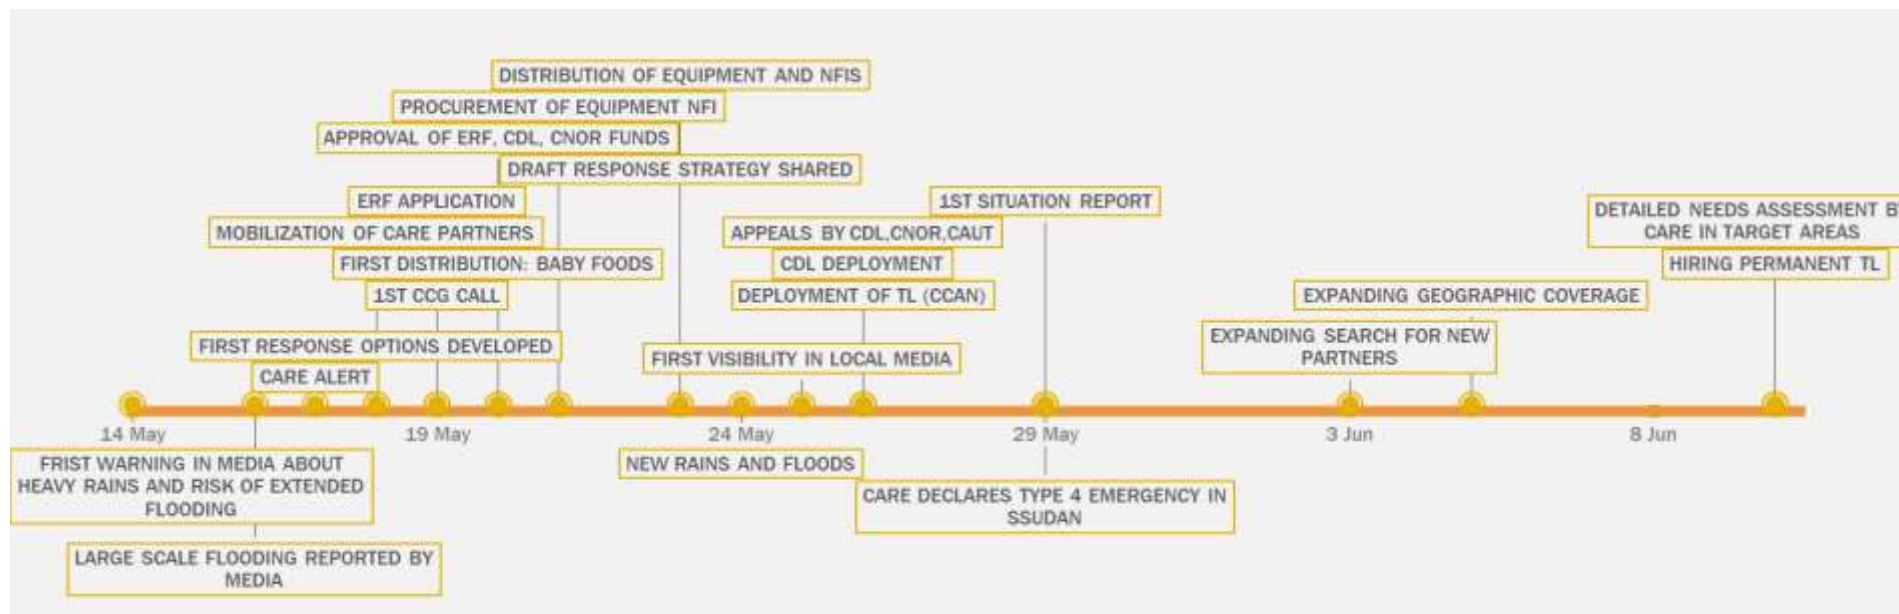 DISTRIBUTION OF EQUIPMENT AND NFIS
PROCUREMENT OF EQUIPMENT NFI
APPROVAL OF ERF, CDL, CNOR FUNDS
DRAFT RESPONSE STRATEGY SHARED
ERF APPLICATION
1ST SITUATION REPORT
MOBILIZATION OF CARE PARTNERS
APPEALS BY CDL,CNOR,CAUT
DETAILED NEEDS ASSESSMENT BY
CARE IN TARGET AREAS
FIRST DISTRIBUTION: BABY FOODS
CDL DEPLOYMENT
HIRING PERMANENT TL
1ST CCG CALL
DEPLOYMENT OF TL (CCAN)
EXPANDING GEOGRAPHIC COVERAGE
FIRST RESPONSE OPTIONS DEVELOPED
FIRST VISIBILITY IN LOCAL MEDIA
EXPANDING SEARCH FOR NEW
PARTNERS
CARE ALERT
14 May
19 May
24 May
29 May
3 Jun
8 Jun
FRIST WARNING IN MEDIA ABOUT
HEAVY RAINS AND RISK OF EXTENDED
FLOODING
NEW RAINS AND FLOODS
CARE DECLARES TYPE 4 EMERGENCY IN
SSUDAN
LARGE SCALE FLOODING REPORTED BY
MEDIA